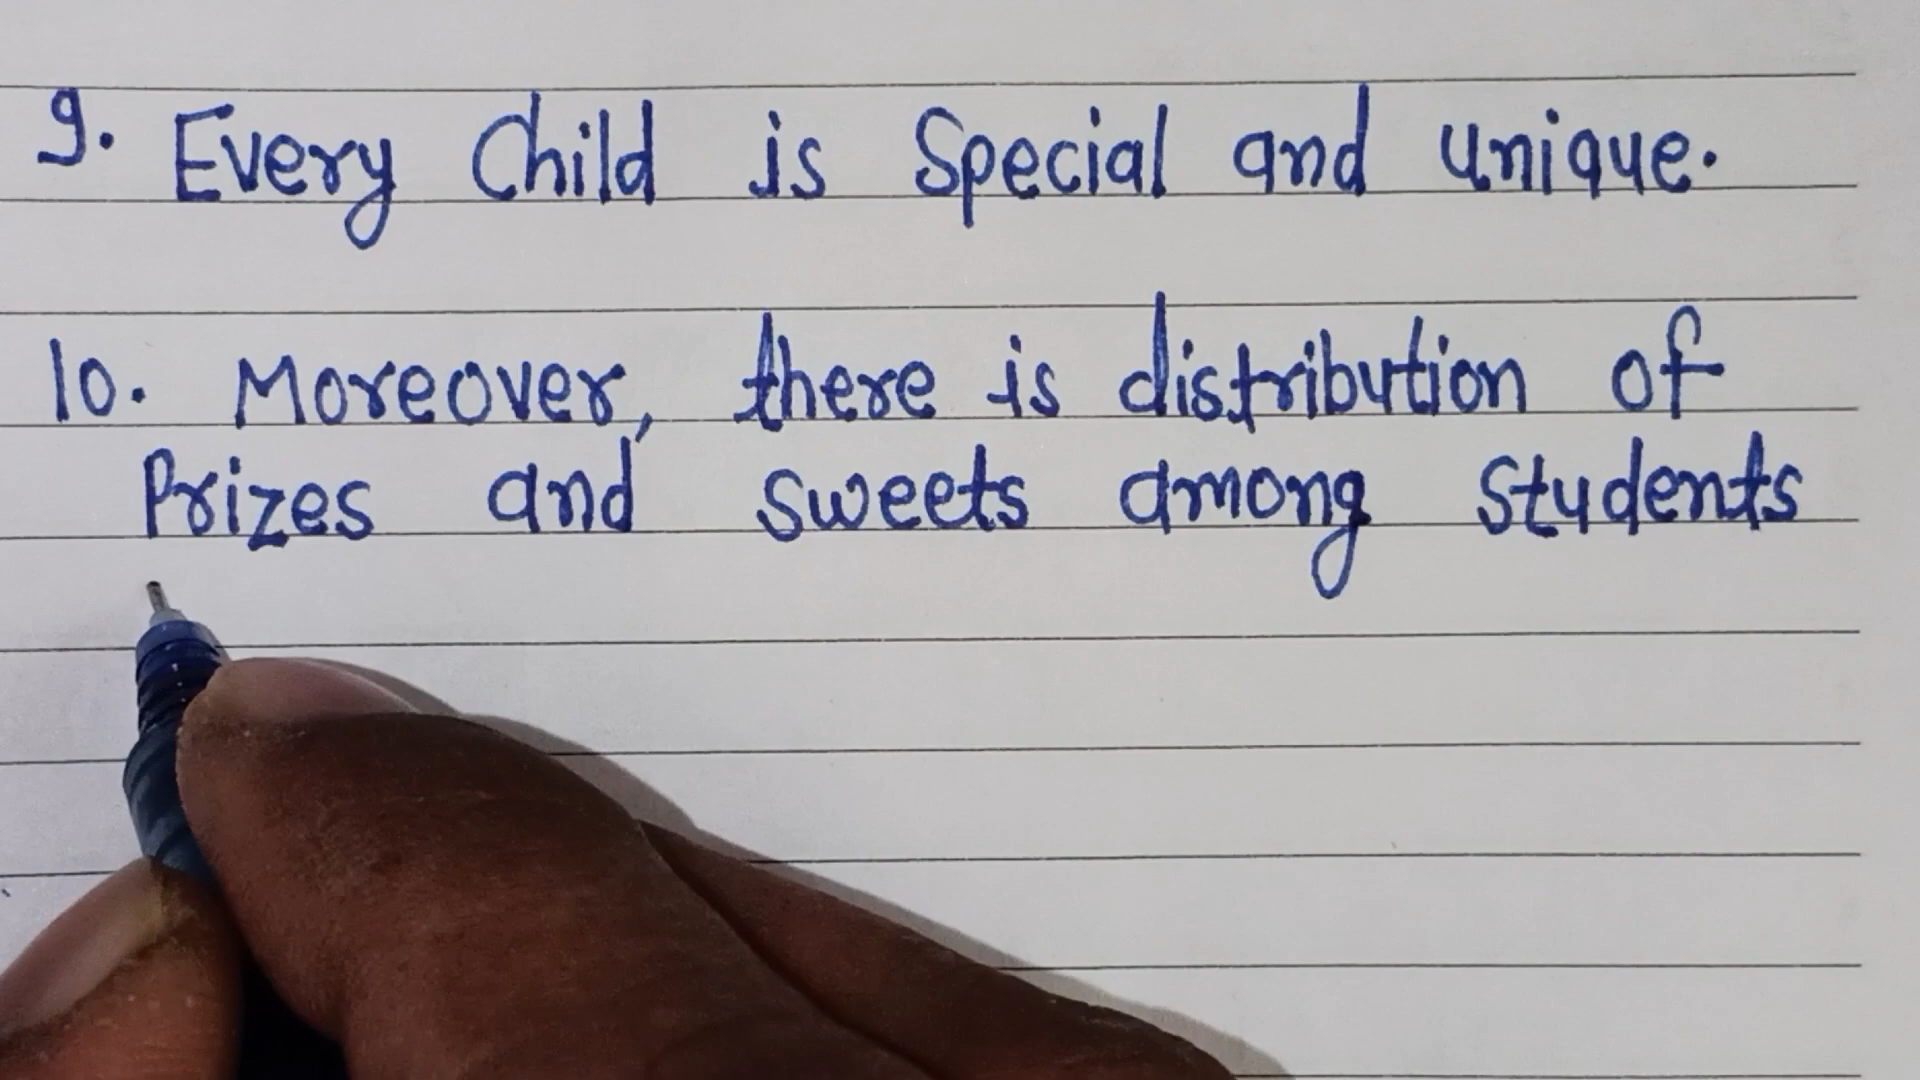 9. Every Child is Special and unique.
10. Moreover, there is distribution of
Prizes and sweets among students